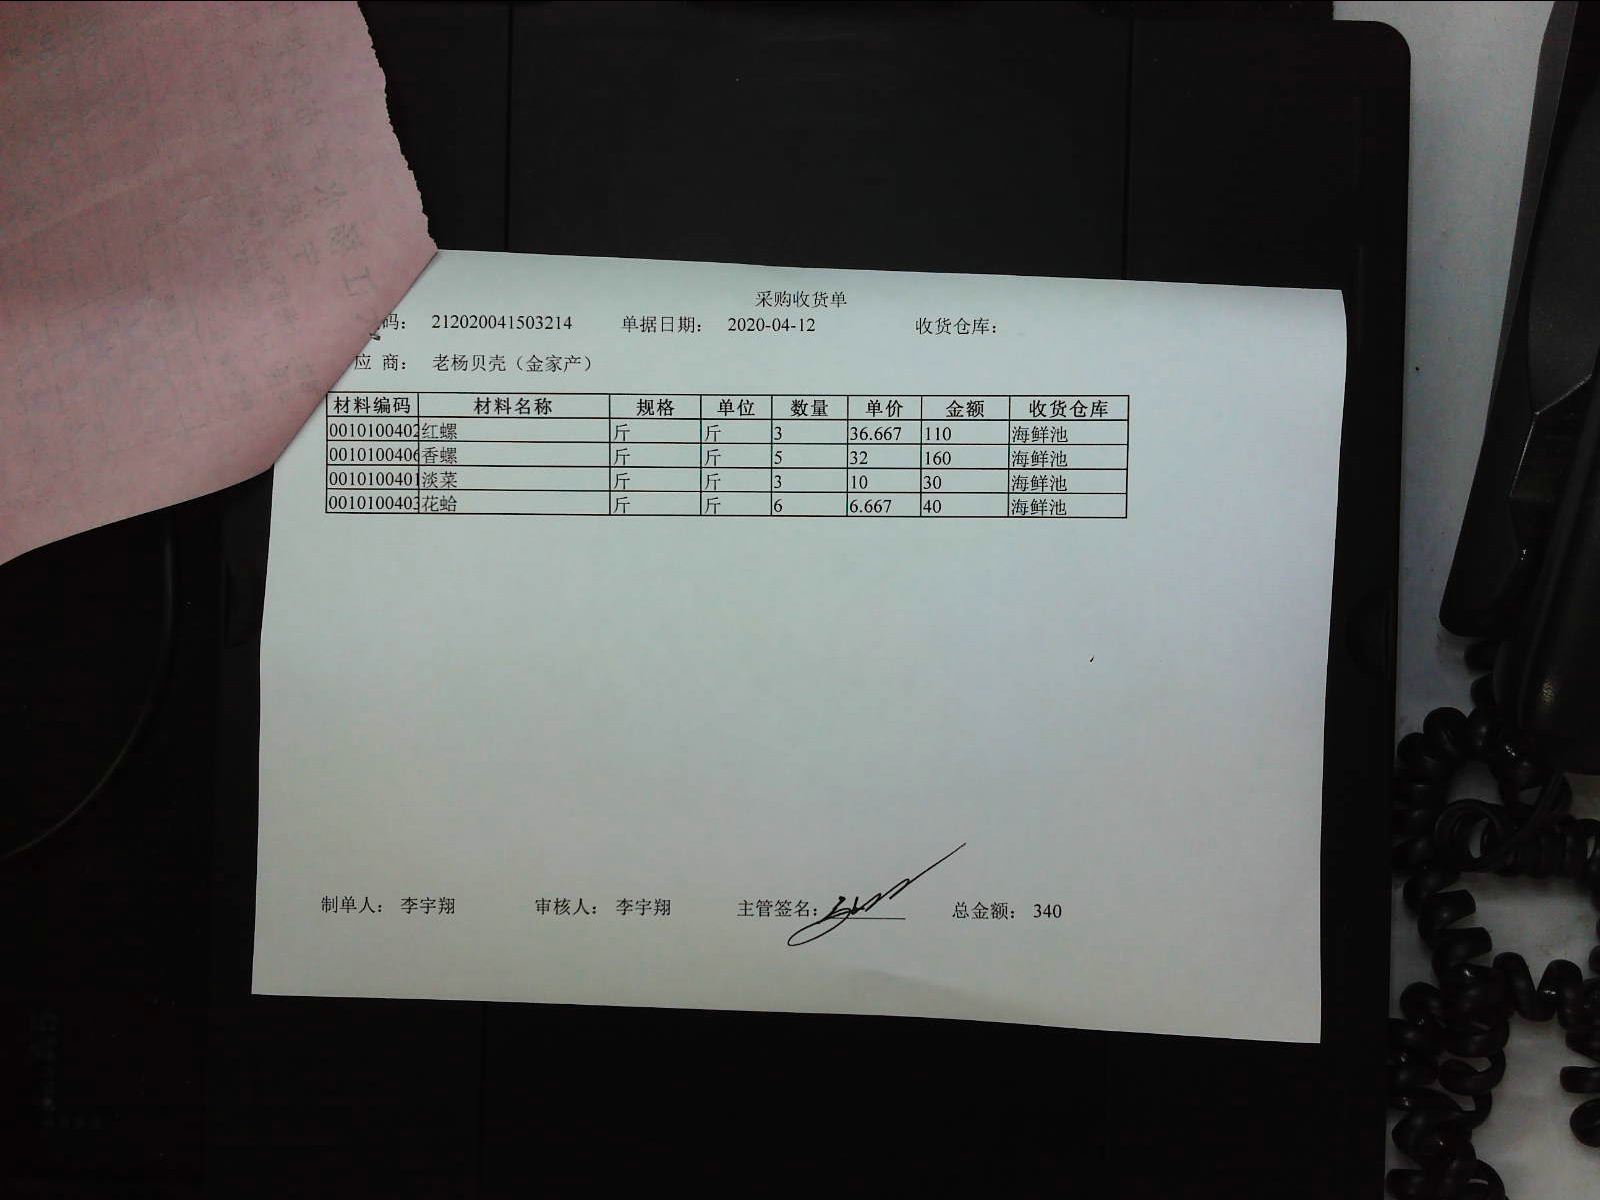 采购收货单
码： 212020041503214 单据日期： 2020-04-12 收货仓库：
应 商： 老杨贝壳（金家产）
材料编码 材料名称 规格 单位 数量 单价 金额 收货仓库
0010100402 红螺 斤 斤 3 36.667 110 海鲜池
0010100406 香螺 斤 斤 5 32 160 海鲜池
0010100401 淡菜 斤 斤 3 10 30 海鲜池
0010100403 花蛤 斤 斤 6 6.667 40 海鲜池
制单人： 李宇翔 审核人： 李宇翔 主管签名： 总金额： 340